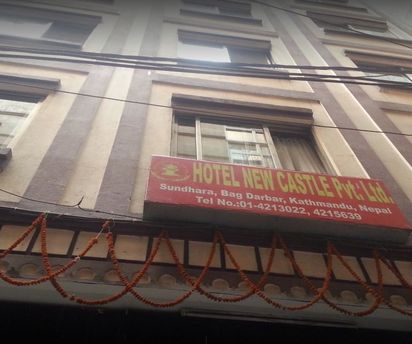 HOTEL NEW CASTLE Pvt. Ltd.
Sundhara, Bag Darbar, Kathmandu, Nepal
Tel No.:01-4213022, 4215639